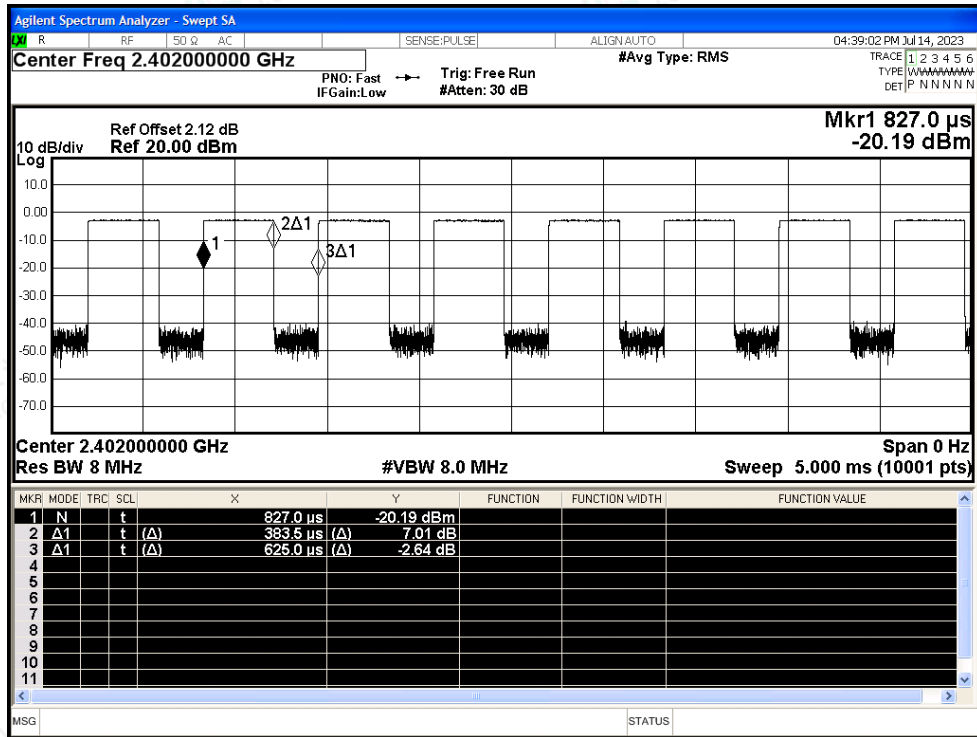 Agilent Spectrum Analyzer - Swept SA
LXI R RF 50 Ω AC SENSE:PULSE ALIGN AUTO 04:39:02 PM Jul 14, 2023
Center Freq 2.402000000 GHz #Avg Type: RMS TRACE 1 2 3 4 5 6
PNO: Fast Trig: Free Run TYPE WWWWWW
IFGain:Low #Atten: 30 dB DET P N N N N N
Mkr1 827.0 µs
Ref Offset 2.12 dB
10 dB/div Ref 20.00 dBm -20.19 dBm
Log
10.0
0.00
2Δ1
-10.0
1
3Δ1
-20.0
-30.0
-40.0
-50.0
-60.0
-70.0
Center 2.402000000 GHz Span 0 Hz
Res BW 8 MHz #VBW 8.0 MHz Sweep 5.000 ms (10001 pts)
MKR MODE TRC SCL X Y FUNCTION FUNCTION WIDTH FUNCTION VALUE
1 N t 827.0 µs -20.19 dBm
2 Δ1 t (Δ) 383.5 µs (Δ) 7.01 dB
3 Δ1 t (Δ) 625.0 µs (Δ) -2.64 dB
4
5
6
7
8
9
10
11
MSG STATUS